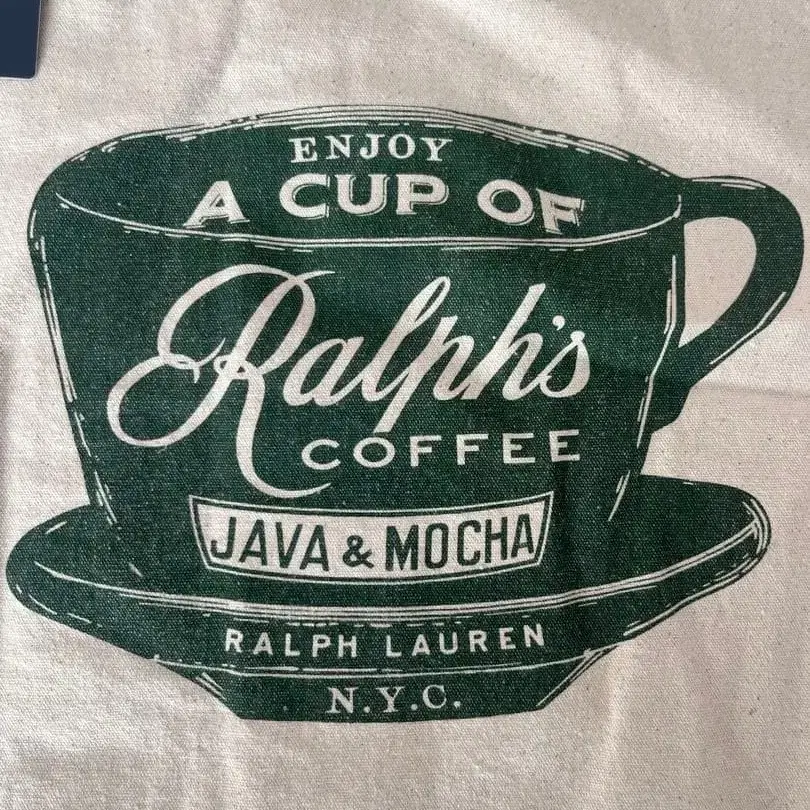 ENJOY
A CUP OF
Ralph's
COFFEE
JAVA & MOCHA
RALPH LAUREN
N.Y.C.